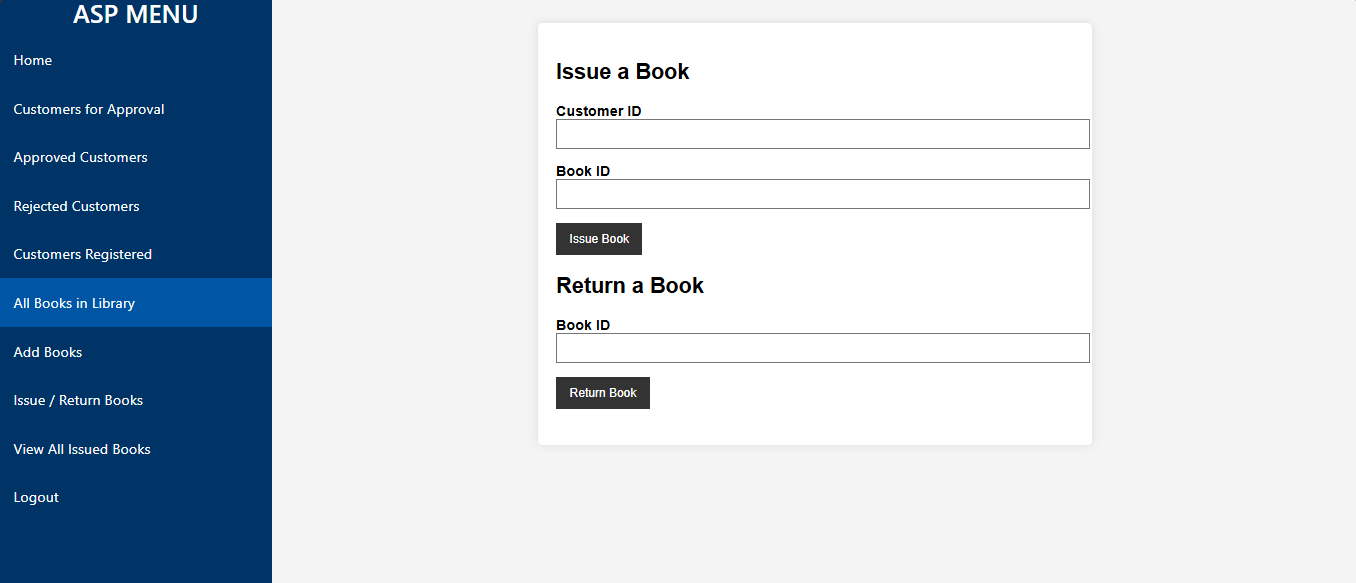 ASP MENU
Home
Customers for Approval
Approved Customers
Rejected Customers
Customers Registered
All Books in Library
Add Books
Issue / Return Books
View All Issued Books
Logout
Issue a Book
Customer ID
Book ID
Issue Book
Return a Book
Book ID
Return Book